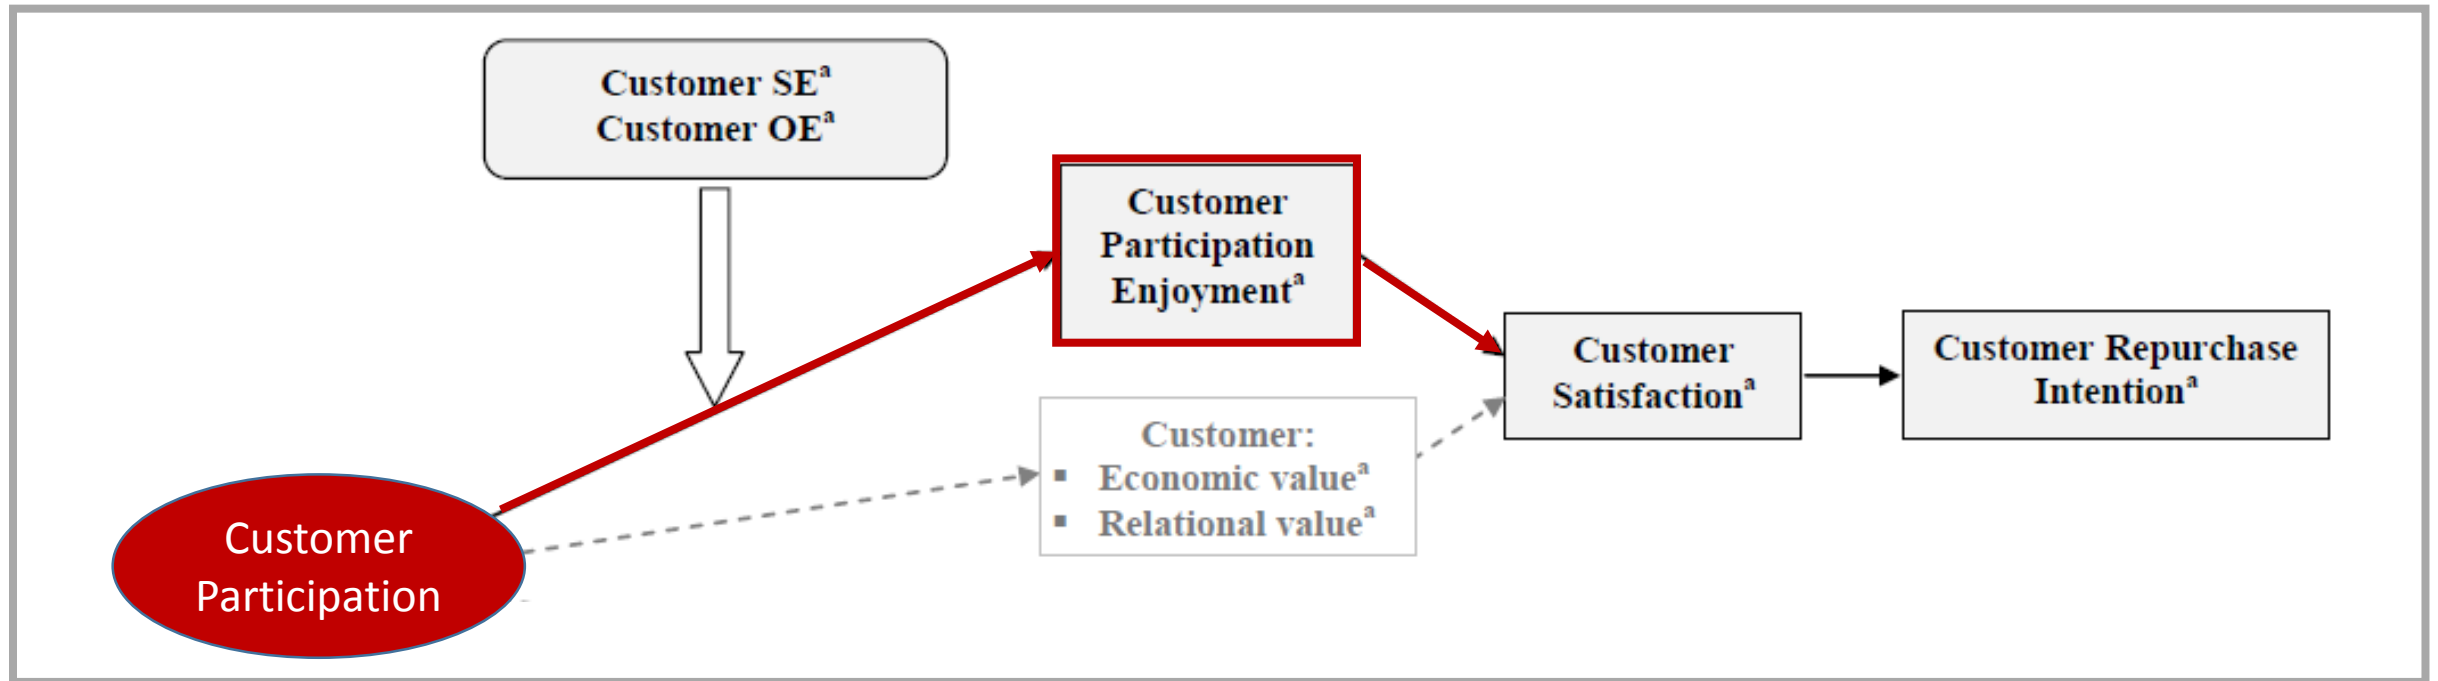 Customer SEᵃ
Customer OEᵃ
Customer
Participation
Enjoymentᵃ
Customer
Satisfactionᵃ
Customer Repurchase
Intentionᵃ
Customer:
▪ Economic valueᵃ
▪ Relational valueᵃ
Customer
Participation